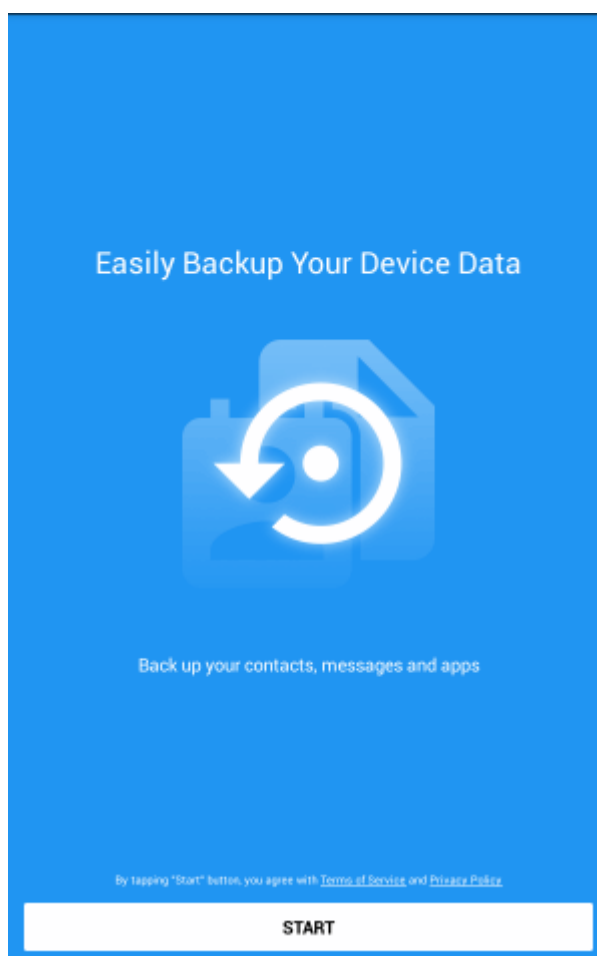 Easily Backup Your Device Data
Back up your contacts, messages and apps
By tapping "Start" button, you agree with Terms of Service and Privacy Policy
START